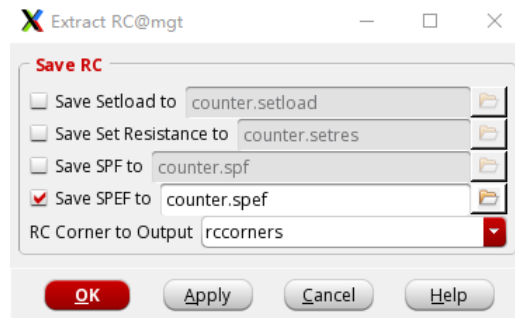 Extract RC@mgt
Save RC
Save Setload to counter.setload
Save Set Resistance to counter.setres
Save SPF to counter.spf
Save SPEF to counter.spef
RC Corner to Output rccorners
OK Apply Cancel Help